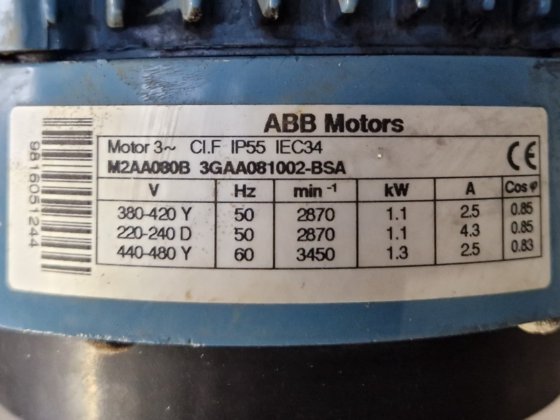 ABB Motors
Motor 3~ Cl.F IP55 IEC34
M2AA080B 3GAA081002-BSA
CE
V Hz min⁻¹ kW A Cos φ
380-420 Y 50 2870 1.1 2.5 0.85
220-240 D 50 2870 1.1 4.3 0.85
440-480 Y 60 3450 1.3 2.5 0.83
9816051244